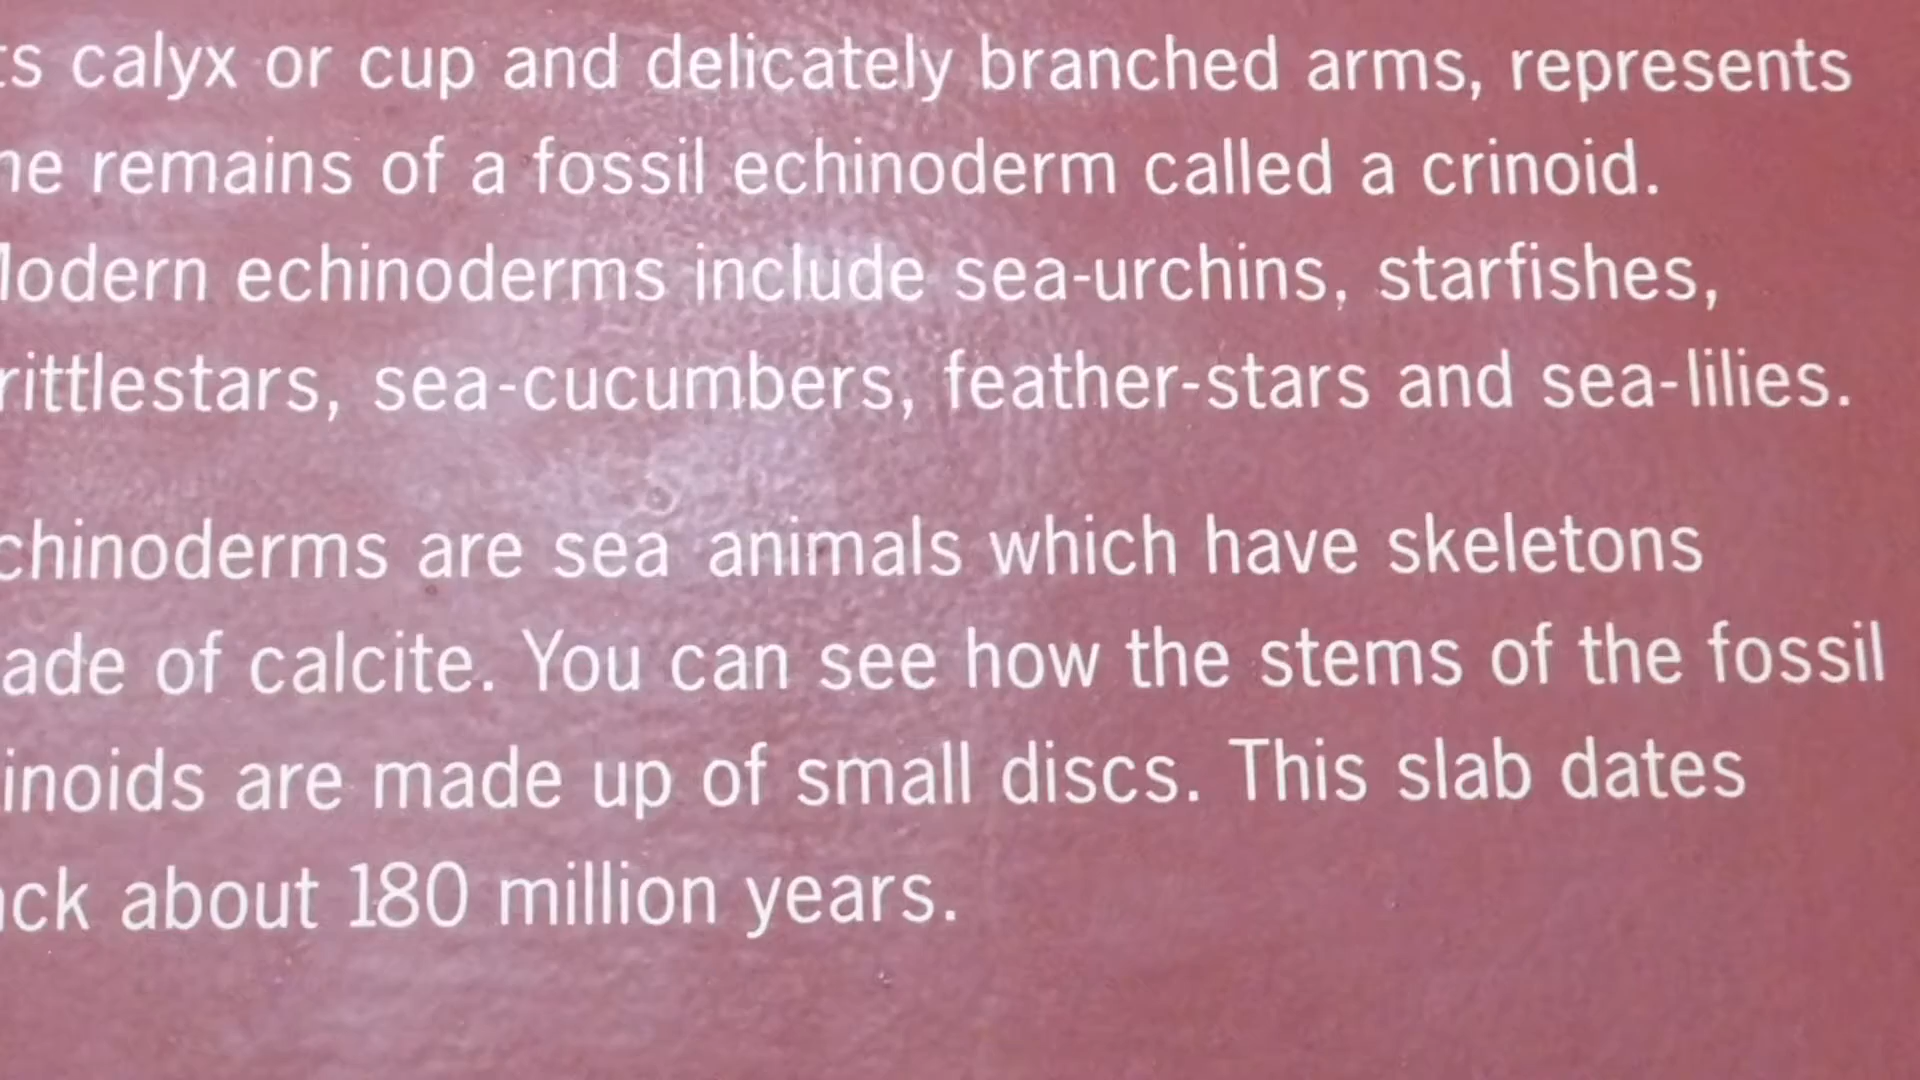 ts calyx or cup and delicately branched arms, represents
he remains of a fossil echinoderm called a crinoid.
lodern echinoderms include sea-urchins, starfishes,
rittlestars, sea-cucumbers, feather-stars and sea-lilies.
chinoderms are sea animals which have skeletons
ade of calcite. You can see how the stems of the fossil
inoids are made up of small discs. This slab dates
ack about 180 million years.